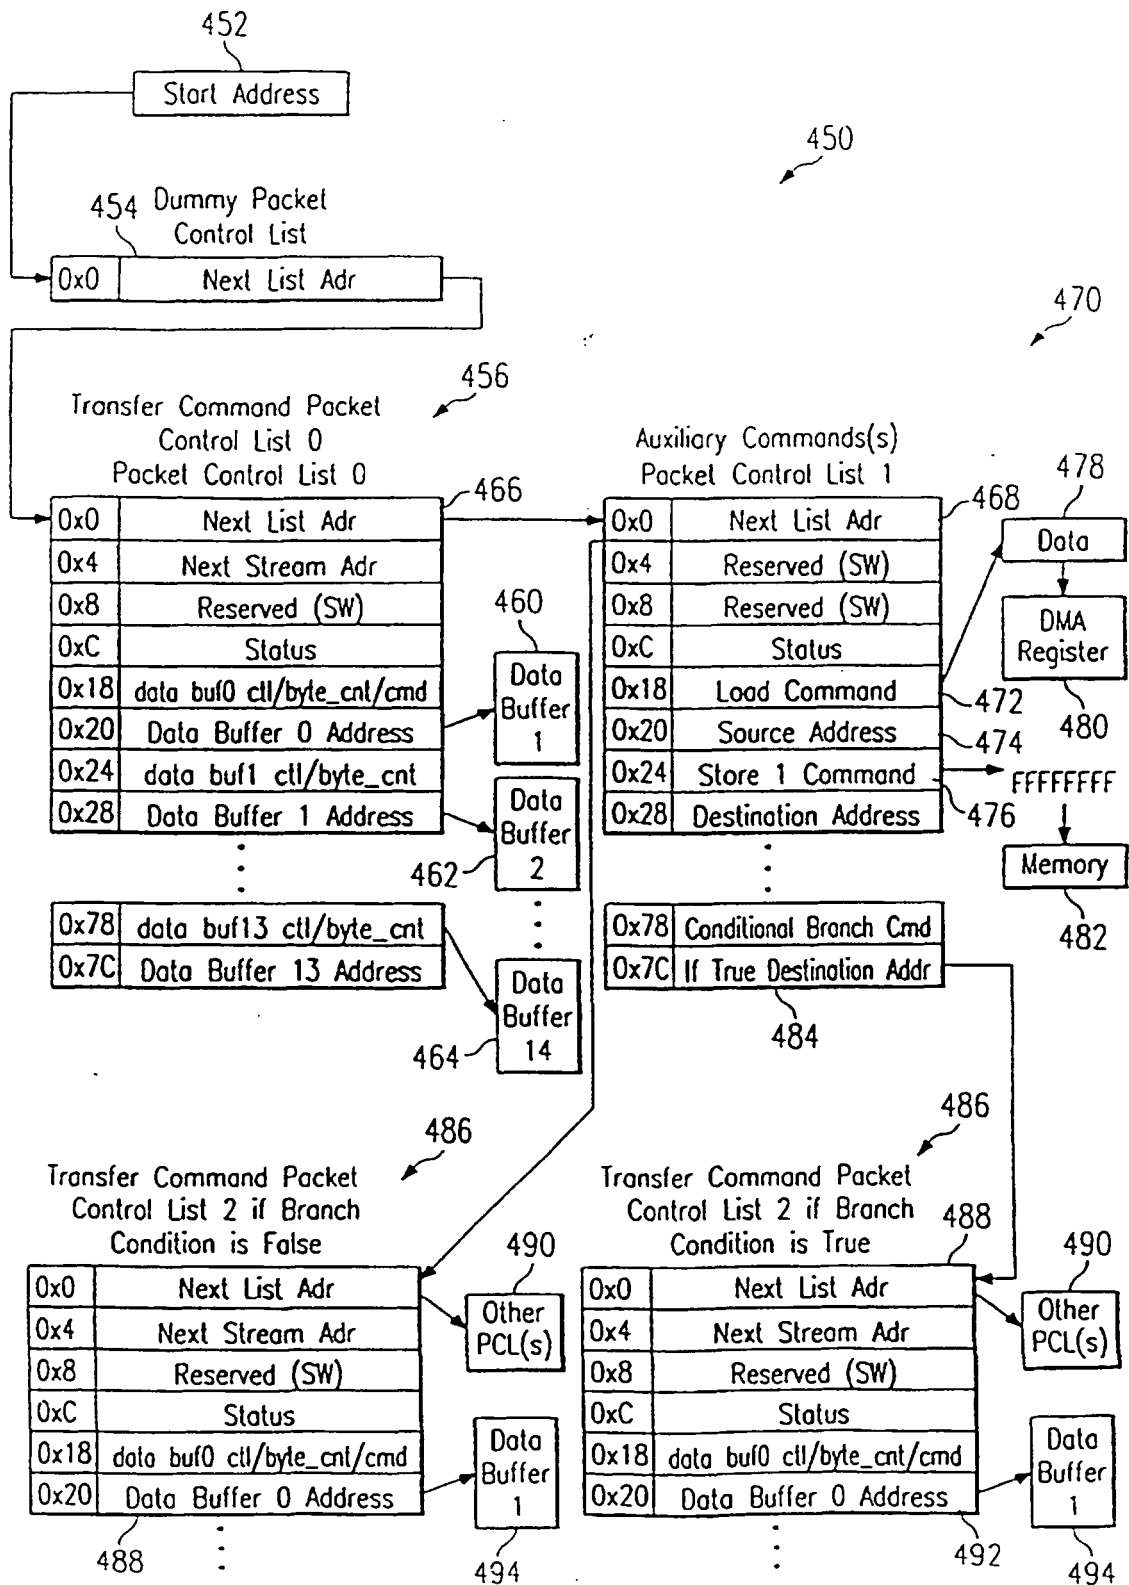 452
Start Address
450
454 Dummy Packet
Control List
0x0 Next List Adr
470
456
Transfer Command Packet
Control List 0
Packet Control List 0
466
0x0 Next List Adr
0x4 Next Stream Adr
0x8 Reserved (SW)
0xC Status
0x18 data buf0 ctl/byte_cnt/cmd
0x20 Data Buffer 0 Address
0x24 data buf1 ctl/byte_cnt
0x28 Data Buffer 1 Address
0x78 data buf13 ctl/byte_cnt
0x7C Data Buffer 13 Address
460
Data
Buffer
1
Data
Buffer
2
462
Data
Buffer
14
464
Auxiliary Commands(s)
Packet Control List 1
468
0x0 Next List Adr
0x4 Reserved (SW)
0x8 Reserved (SW)
0xC Status
0x18 Load Command
472
0x20 Source Address
474
0x24 Store 1 Command
476
0x28 Destination Address
0x78 Conditional Branch Cmd
0x7C If True Destination Addr
484
478
Data
DMA
Register
480
FFFFFFFF
Memory
482
486
Transfer Command Packet
Control List 2 if Branch
Condition is False
0x0 Next List Adr
0x4 Next Stream Adr
0x8 Reserved (SW)
0xC Status
0x18 data buf0 ctl/byte_cnt/cmd
0x20 Data Buffer 0 Address
488
490
Other
PCL(s)
Data
Buffer
1
494
486
Transfer Command Packet
Control List 2 if Branch
Condition is True
488
0x0 Next List Adr
0x4 Next Stream Adr
0x8 Reserved (SW)
0xC Status
0x18 data buf0 ctl/byte_cnt/cmd
0x20 Data Buffer 0 Address
492
490
Other
PCL(s)
Data
Buffer
1
494